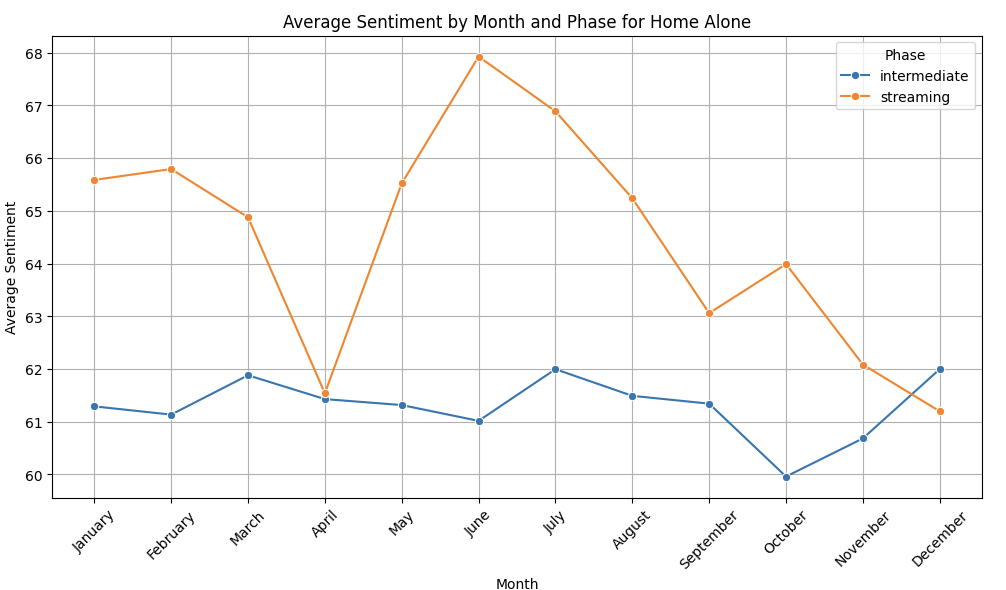 Average Sentiment by Month and Phase for Home Alone
Phase
intermediate
streaming
Average Sentiment
68
67
66
65
64
63
62
61
60
January
February
March
April
May
June
July
August
September
October
November
December
Month